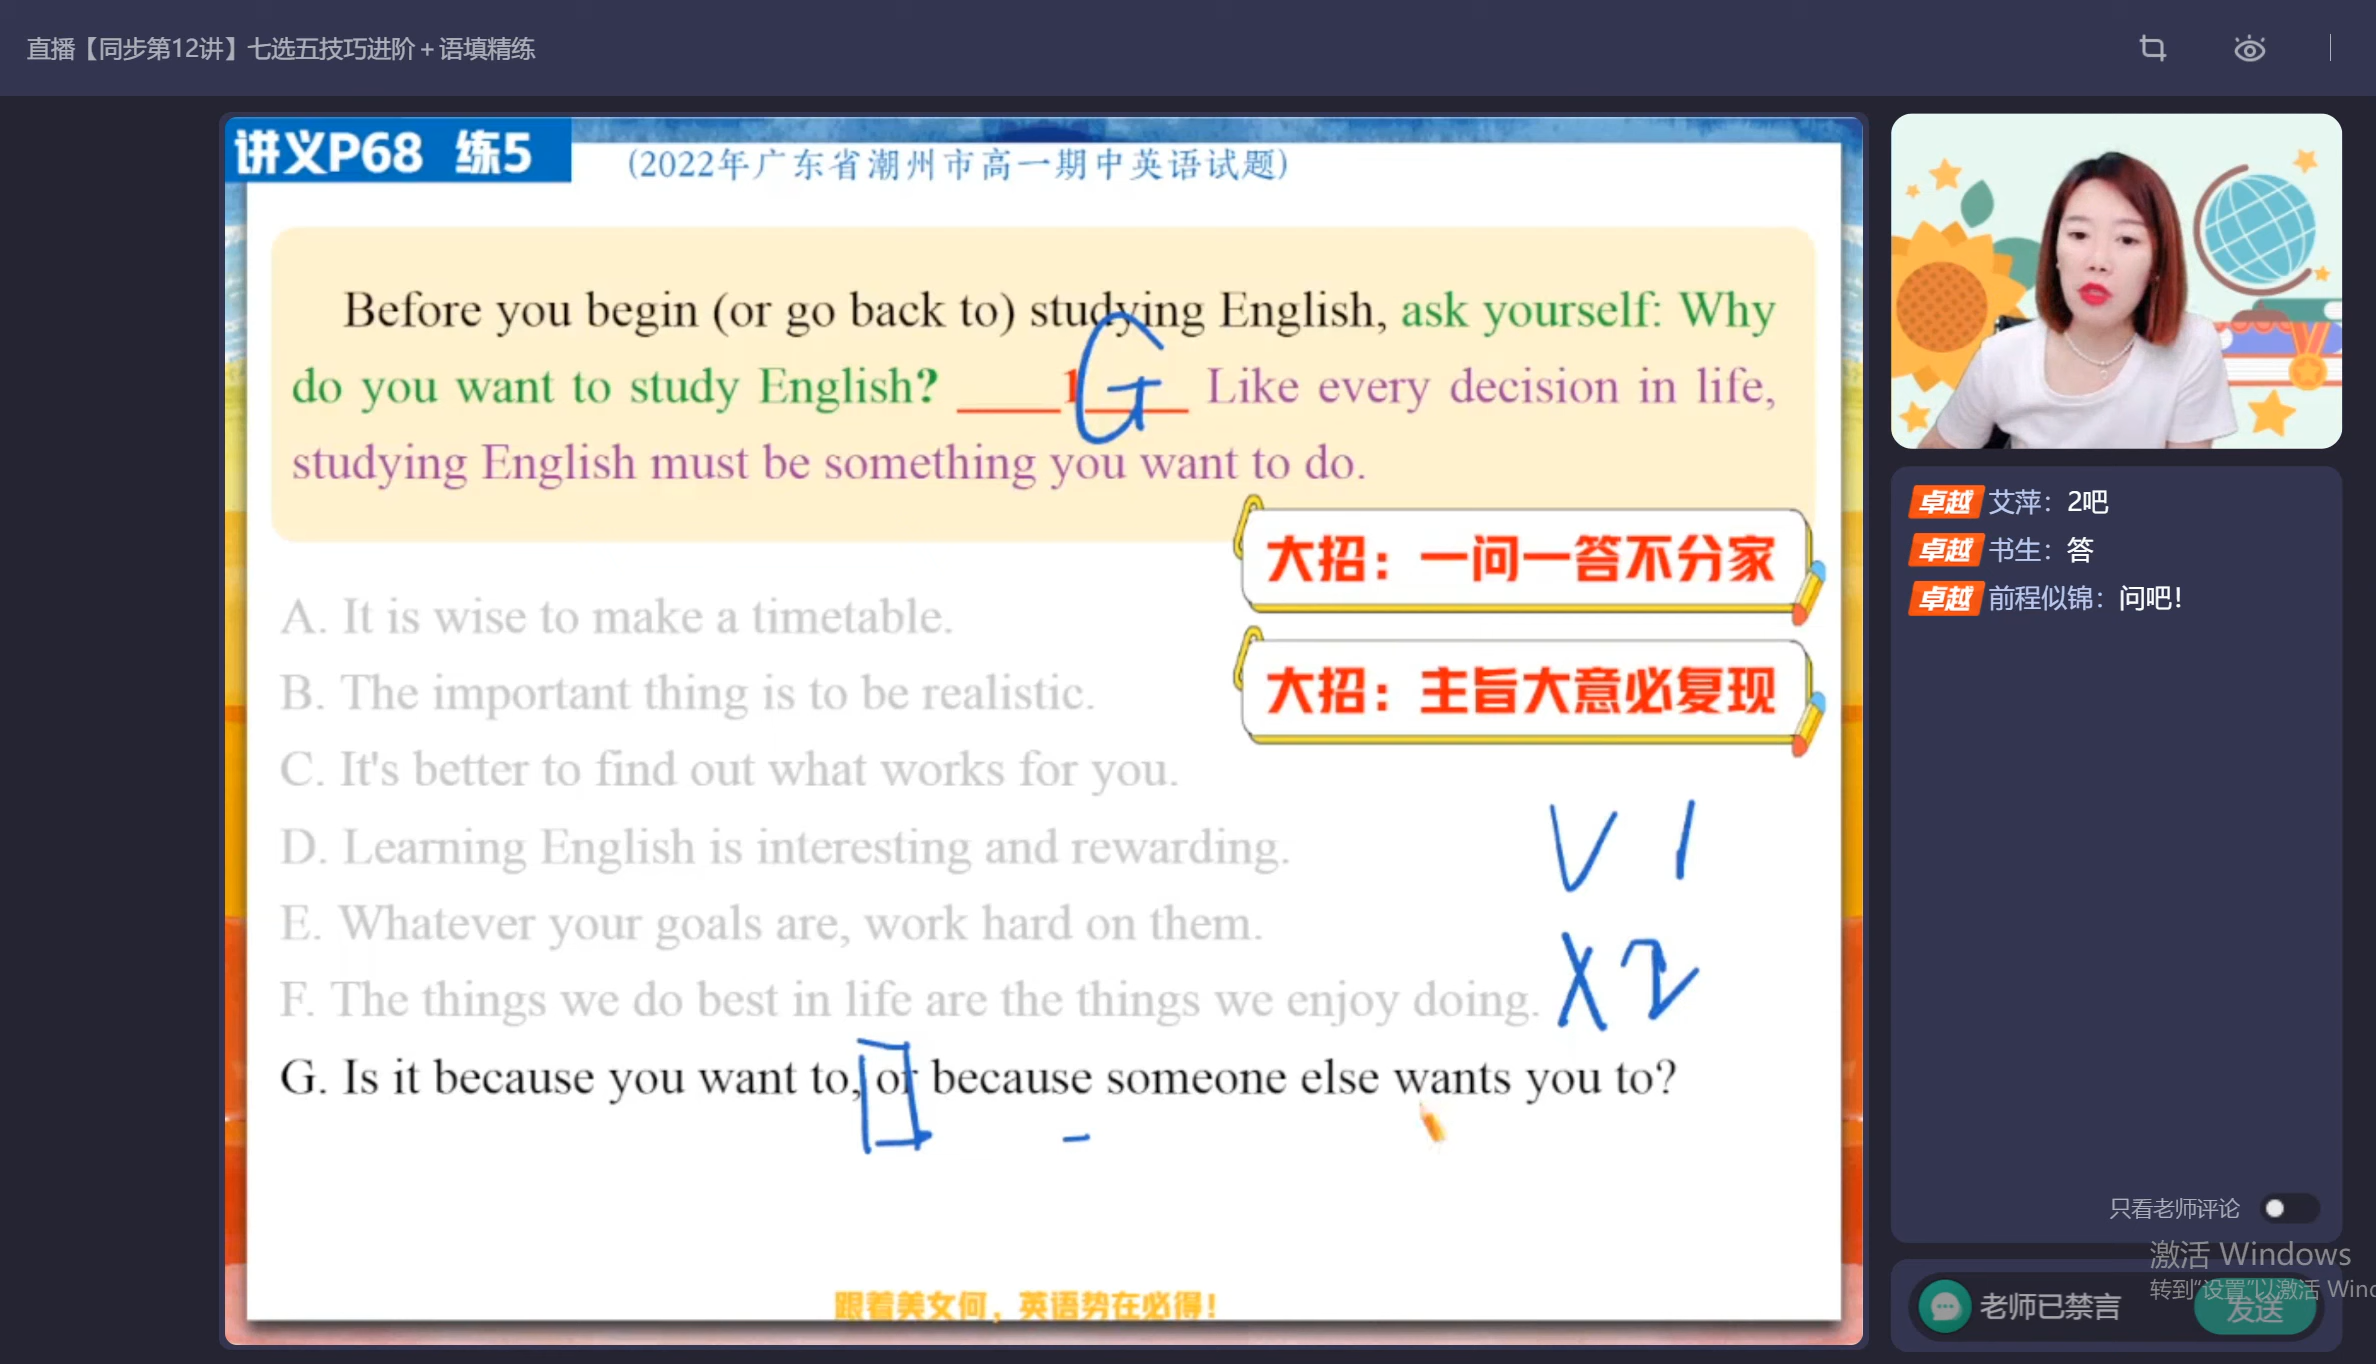 直播【同步第12讲】七选五技巧进阶+语填精练
讲义P68 练5
(2022年广东省潮州市高一期中英语试题)
Before you begin (or go back to) studying English, ask yourself: Why
do you want to study English? ____1____ Like every decision in life,
G
studying English must be something you want to do.
大招：一问一答不分家
大招：主旨大意必复现
A. It is wise to make a timetable.
B. The important thing is to be realistic.
C. It's better to find out what works for you.
D. Learning English is interesting and rewarding.
E. Whatever your goals are, work hard on them.
F. The things we do best in life are the things we enjoy doing.
G. Is it because you want to, or because someone else wants you to?
V 1
X 2
跟着美女何，英语势在必得！
卓越 艾萍：2吧
卓越 书生：答
卓越 前程似锦：问吧！
只看老师评论
激活 Windows
转到"设置"以激活 Wind
老师已禁言
发送